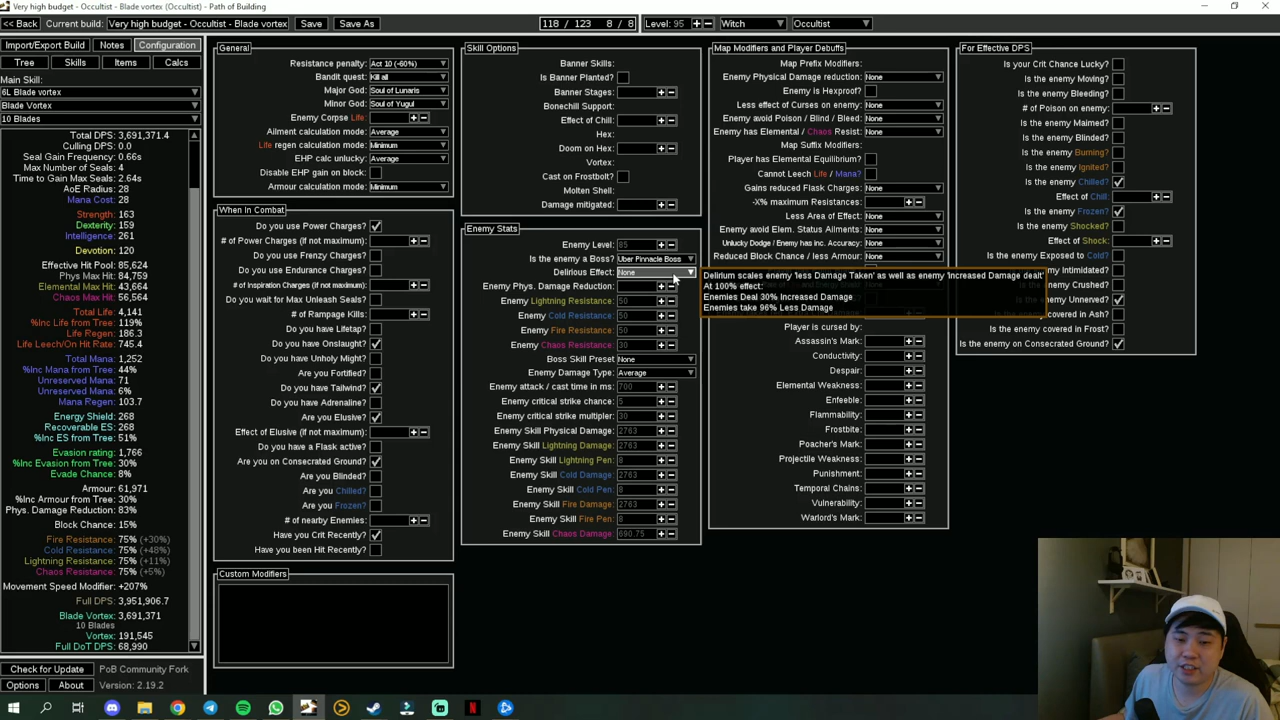 Very high budget - Occultist - Blade vortex (Occultist) - Path of Building
<< Back Current build: Very high budget - Occultist - Blade vortex Save Save As 118 / 123 8 / 8 Level: 95 + − Witch Occultist
Import/Export Build Notes Configuration
Tree Skills Items Calcs
Main Skill:
6L Blade vortex
Blade Vortex
10 Blades
Total DPS: 3,691,371.4
Culling DPS: 0.0
Seal Gain Frequency: 0.66s
Max Number of Seals: 4
Time to Gain Max Seals: 2.64s
AoE Radius: 28
Mana Cost: 28
Strength: 163
Dexterity: 159
Intelligence: 261
Devotion: 120
Effective Hit Pool: 85,624
Phys Max Hit: 84,759
Elemental Max Hit: 43,664
Chaos Max Hit: 56,564
Total Life: 4,141
%Inc Life from Tree: 119%
Life Regen: 186.3
Life Leech/On Hit Rate: 745.4
Total Mana: 1,252
%Inc Mana from Tree: 44%
Unreserved Mana: 71
Unreserved Mana: 6%
Mana Regen: 103.7
Energy Shield: 268
Recoverable ES: 268
%Inc ES from Tree: 51%
Evasion rating: 1,766
%Inc Evasion from Tree: 30%
Evade Chance: 8%
Armour: 61,971
%Inc Armour from Tree: 30%
Phys. Damage Reduction: 83%
Block Chance: 15%
Fire Resistance: 75% (+30%)
Cold Resistance: 75% (+48%)
Lightning Resistance: 75% (+11%)
Chaos Resistance: 75% (+5%)
Movement Speed Modifier: +207%
Full DPS: 3,951,906.7
Blade Vortex: 3,691,371
10 Blades
Vortex: 191,545
Full DoT DPS: 68,990
Check for Update PoB Community Fork
Options About Version: 2.19.2
General
Resistance penalty: Act 10 (-60%)
Bandit quest: Kill all
Major God: Soul of Lunaris
Minor God: Soul of Yugul
Enemy Corpse Life:
Ailment calculation mode: Average
Life regen calculation mode: Minimum
EHP calc unlucky: Average
Disable EHP gain on block:
Armour calculation mode: Minimum
When In Combat
Do you use Power Charges?
# of Power Charges (if not maximum):
Do you use Frenzy Charges?
Do you use Endurance Charges?
# of Inspiration Charges (if not maximum):
Do you wait for Max Unleash Seals?
# of Rampage Kills:
Do you have Lifetap?
Do you have Onslaught?
Do you have Unholy Might?
Are you Fortified?
Do you have Tailwind?
Do you have Adrenaline?
Are you Elusive?
Effect of Elusive (if not maximum):
Do you have a Flask active?
Are you on Consecrated Ground?
Are you Blinded?
Are you Chilled?
Are you Frozen?
# of nearby Enemies:
Have you Crit Recently?
Have you been Hit Recently?
Custom Modifiers
Skill Options
Banner Skills:
Is Banner Planted?
Banner Stages:
Bonechill Support:
Effect of Chill:
Hex:
Doom on Hex:
Vortex:
Cast on Frostbolt?
Molten Shell:
Damage mitigated:
Enemy Stats
Enemy Level: 85
Is the enemy a Boss? Uber Pinnacle Boss
Delirious Effect: None
Enemy Phys. Damage Reduction:
Enemy Lightning Resistance: 50
Enemy Cold Resistance: 50
Enemy Fire Resistance: 50
Enemy Chaos Resistance: 30
Boss Skill Preset None
Enemy Damage Type: Average
Enemy attack / cast time in ms: 700
Enemy critical strike chance: 5
Enemy critical strike multipler: 30
Enemy Skill Physical Damage: 2763
Enemy Skill Lightning Damage: 2763
Enemy Skill Lightning Pen: 8
Enemy Skill Cold Damage: 2763
Enemy Skill Cold Pen: 8
Enemy Skill Fire Damage: 2763
Enemy Skill Fire Pen: 8
Enemy Skill Chaos Damage: 690.75
Map Modifiers and Player Debuffs
Map Prefix Modifiers:
Enemy Physical Damage reduction: None
Enemy is Hexproof?
Less effect of Curses on enemy: None
Enemy avoid Poison / Blind / Bleed: None
Enemy has Elemental / Chaos Resist: None
Map Suffix Modifiers:
Player has Elemental Equilibrium?
Cannot Leech Life / Mana?
Gains reduced Flask Charges: None
-X% maximum Resistances:
Less Area of Effect: None
Enemy avoid Elem. Status Ailments: None
Unlucky Dodge / Enemy has inc. Accuracy: None
Reduced Block Chance / less Armour: None
Delirium scales enemy 'less Damage Taken' as well as enemy 'increased Damage dealt'
At 100% effect:
Enemies Deal 30% Increased Damage
Enemies take 96% Less Damage
Player is cursed by:
Assassin's Mark:
Conductivity:
Despair:
Elemental Weakness:
Enfeeble:
Flammability:
Frostbite:
Poacher's Mark:
Projectile Weakness:
Punishment:
Temporal Chains:
Vulnerability:
Warlord's Mark:
For Effective DPS
Is your Crit Chance Lucky?
Is the enemy Moving?
Is the enemy Bleeding?
# of Poison on enemy:
Is the enemy Maimed?
Is the enemy Blinded?
Is the enemy Burning?
Is the enemy Ignited?
Is the enemy Chilled?
Effect of Chill:
Is the enemy Frozen?
Is the enemy Shocked?
Effect of Shock:
Is the enemy Exposed to Cold?
Intimidated?
Crushed?
Unnerved?
covered in Ash?
covered in Frost?
Is the enemy on Consecrated Ground?